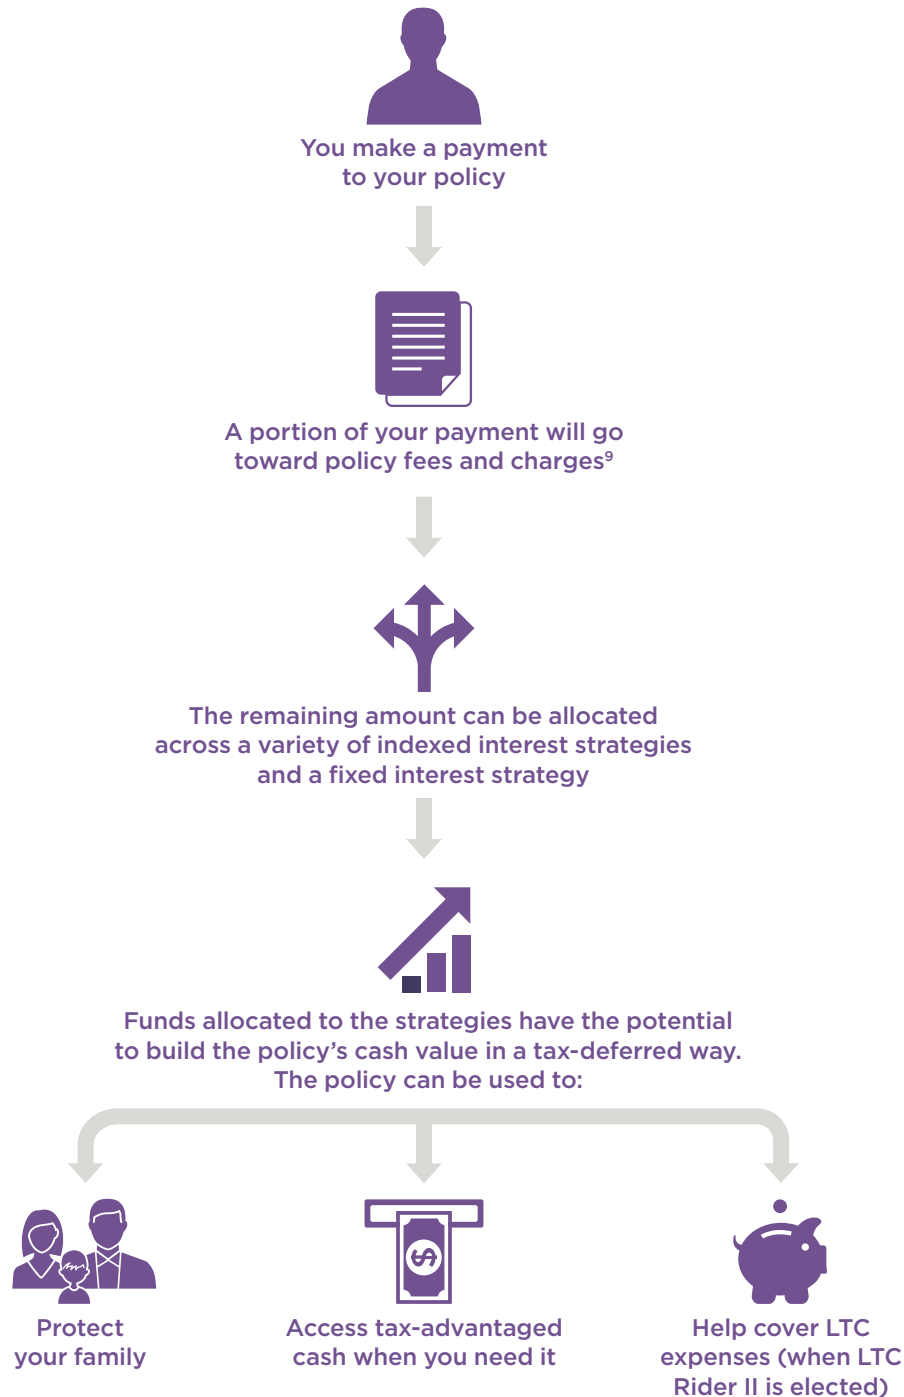 You make a payment
to your policy
A portion of your payment will go
toward policy fees and charges⁹
The remaining amount can be allocated
across a variety of indexed interest strategies
and a fixed interest strategy
Funds allocated to the strategies have the potential
to build the policy’s cash value in a tax-deferred way.
The policy can be used to:
Protect
your family
$
Access tax-advantaged
cash when you need it
Help cover LTC
expenses (when LTC
Rider II is elected)